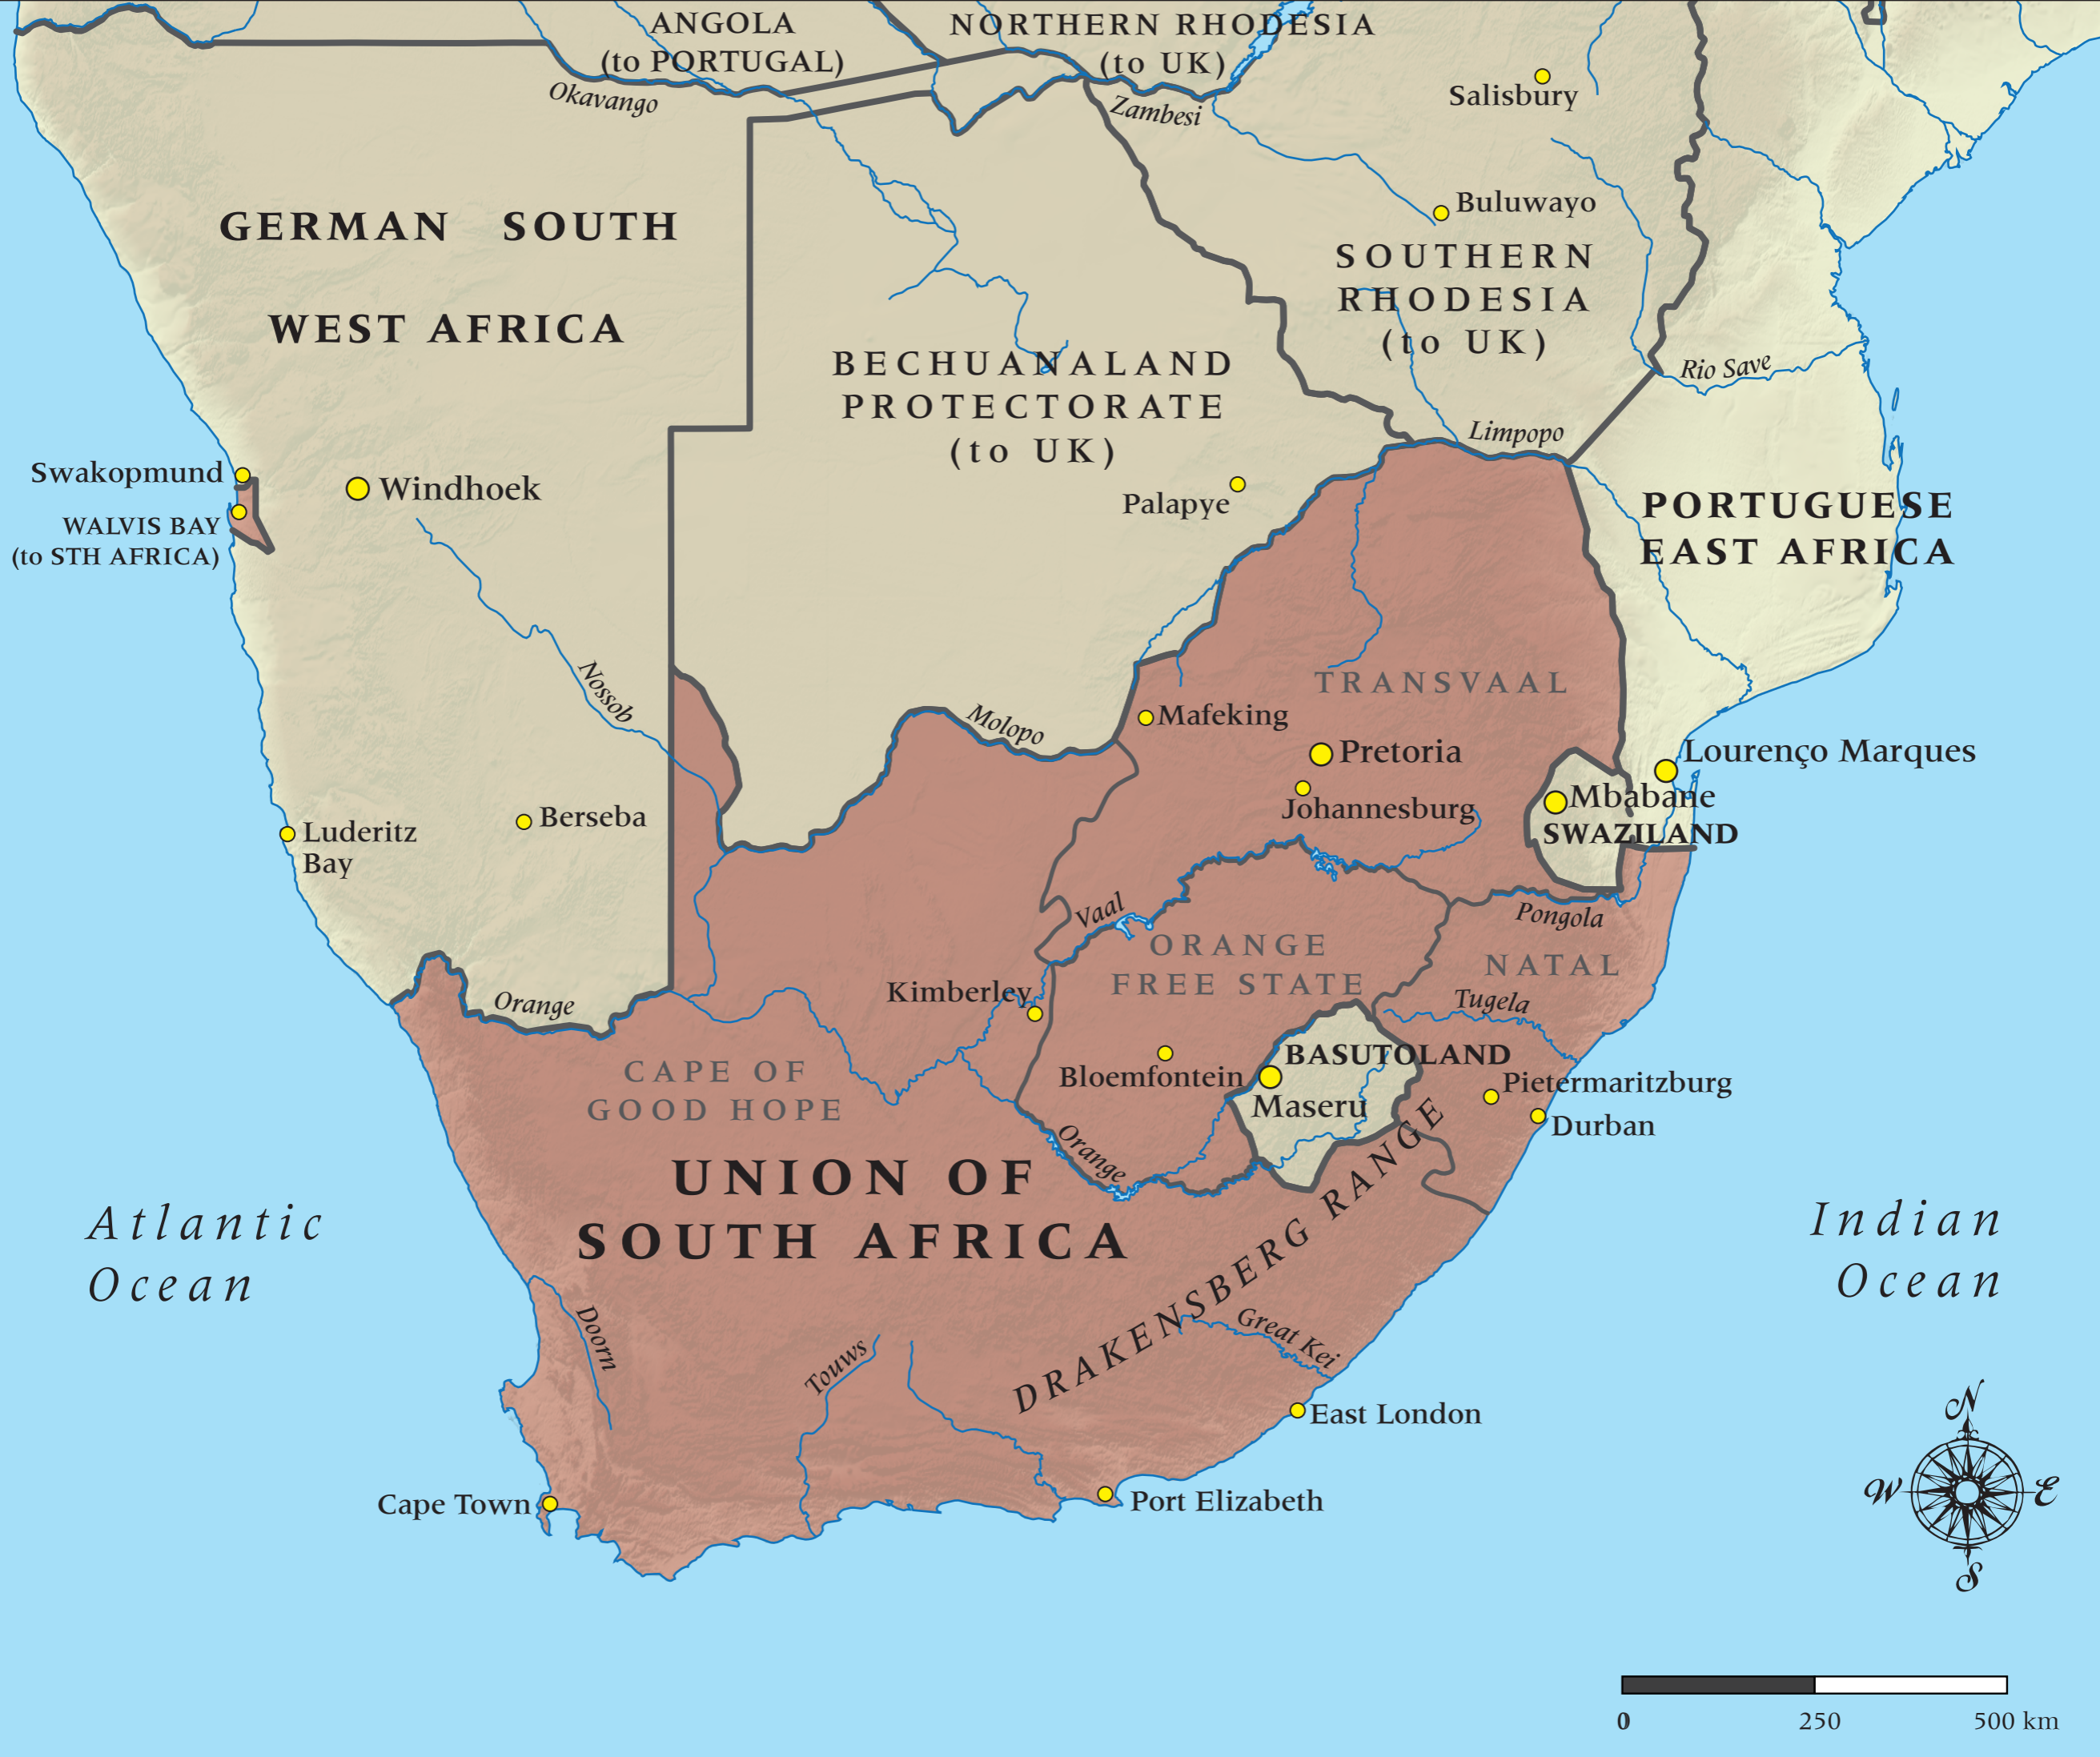 ANGOLA
(to PORTUGAL)
NORTHERN RHODESIA
(to UK)
Okavango
Zambesi
Salisbury
Buluwayo
GERMAN SOUTH
WEST AFRICA
SOUTHERN
RHODESIA
(to UK)
BECHUANALAND
PROTECTORATE
(to UK)
Rio Save
Limpopo
Swakopmund
Windhoek
WALVIS BAY
(to STH AFRICA)
Palapye
PORTUGUESE
EAST AFRICA
Nossob
Molopo
TRANSVAAL
Mafeking
Pretoria
Johannesburg
Lourenço Marques
Mbabane
SWAZILAND
Luderitz
Bay
Berseba
Vaal
Pongola
ORANGE
FREE STATE
NATAL
Orange
Kimberley
Tugela
CAPE OF
GOOD HOPE
Bloemfontein
BASUTOLAND
Maseru
Pietermaritzburg
Durban
Orange
UNION OF
SOUTH AFRICA
DRAKENSBERG RANGE
Atlantic
Ocean
Indian
Ocean
Doorn
Touws
Great Kei
East London
Cape Town
Port Elizabeth
N
W E
S
0 250 500 km